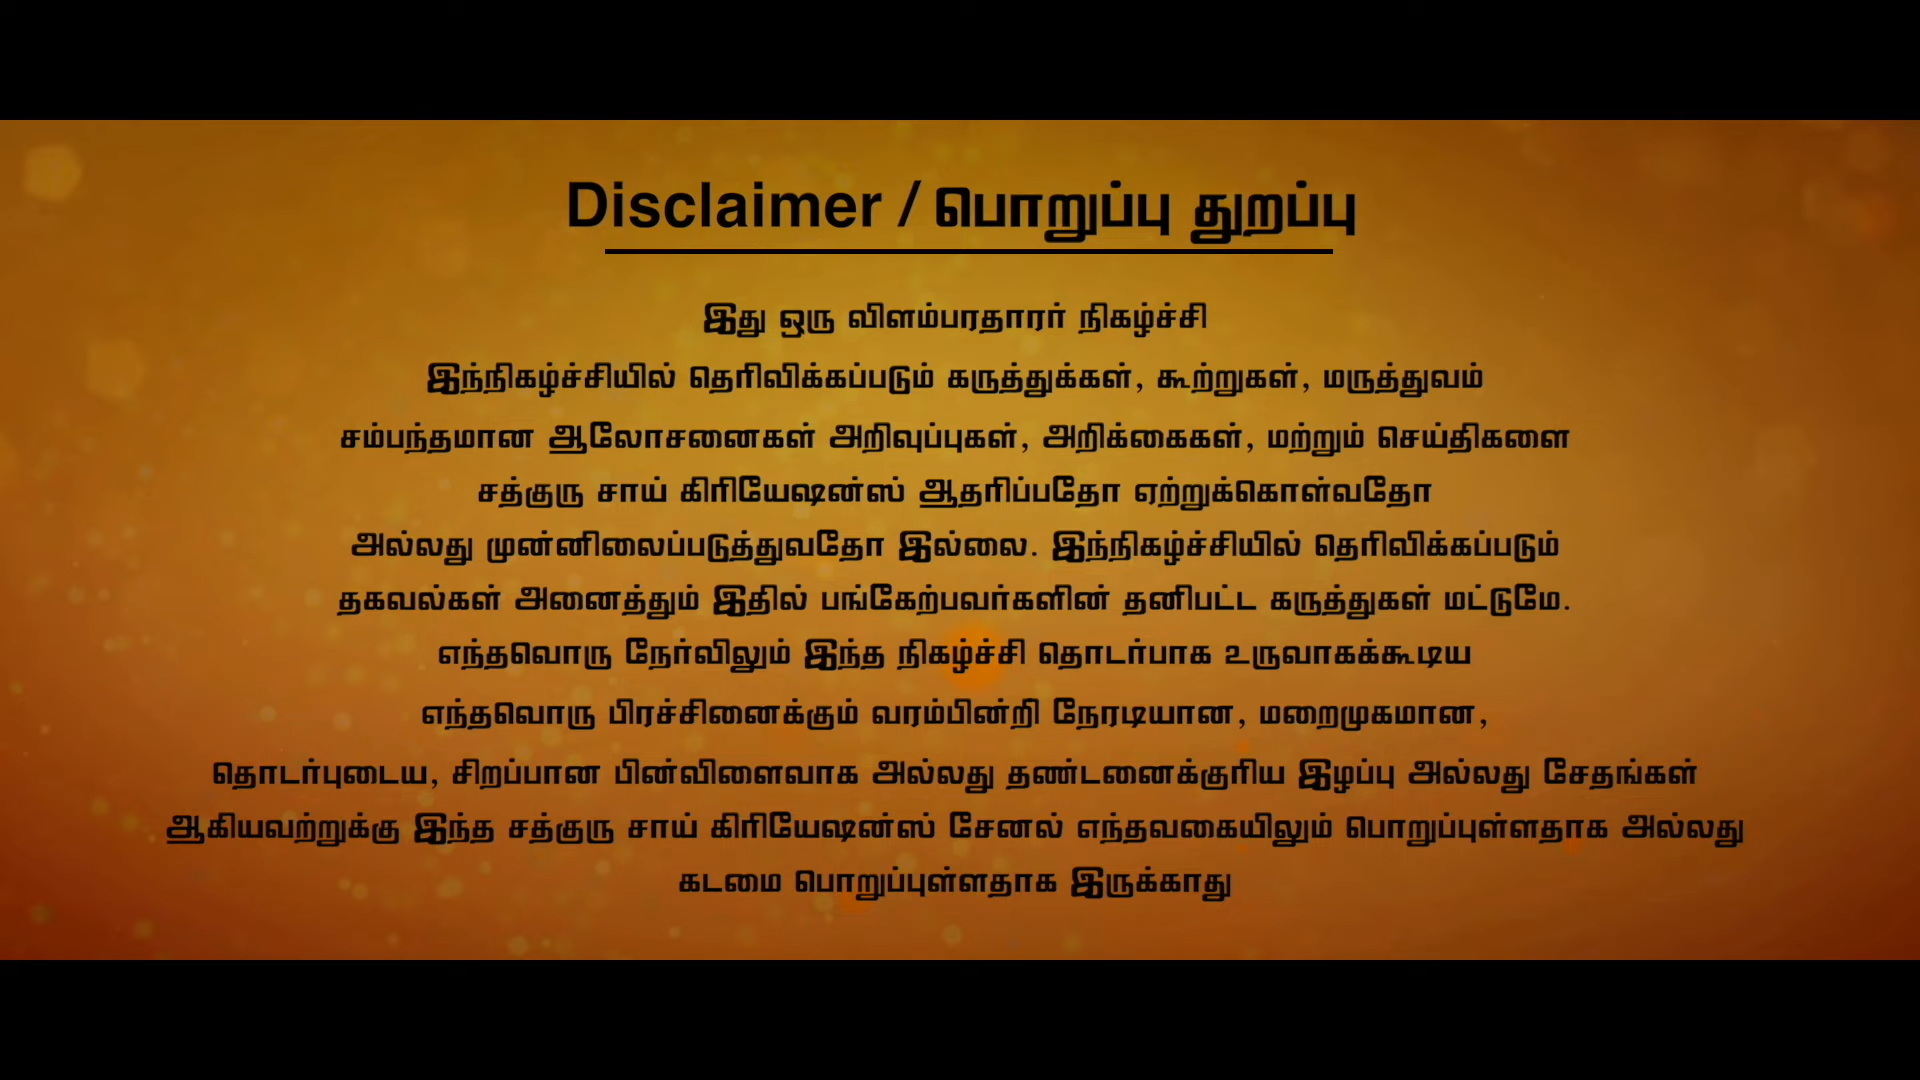 Disclaimer / பொறுப்பு துறப்பு
இது ஒரு விளம்பரதாரர் நிகழ்ச்சி
இந்நிகழ்ச்சியில் தெரிவிக்கப்படும் கருத்துக்கள், கூற்றுகள், மருத்துவம்
சம்பந்தமான ஆலோசனைகள் அறிவுப்புகள், அறிக்கைகள், மற்றும் செய்திகளை
சத்குரு சாய் கிரியேஷன்ஸ் ஆதரிப்பதோ ஏற்றுக்கொள்வதோ
அல்லது முன்னிலைப்படுத்துவதோ இல்லை. இந்நிகழ்ச்சியில் தெரிவிக்கப்படும்
தகவல்கள் அனைத்தும் இதில் பங்கேற்பவர்களின் தனிபட்ட கருத்துகள் மட்டுமே.
எந்தவொரு நேர்விலும் இந்த நிகழ்ச்சி தொடர்பாக உருவாகக்கூடிய
எந்தவொரு பிரச்சினைக்கும் வரம்பின்றி நேரடியான, மறைமுகமான,
தொடர்புடைய, சிறப்பான பின்விளைவாக அல்லது தண்டனைக்குரிய இழப்பு அல்லது சேதங்கள்
ஆகியவற்றுக்கு இந்த சத்குரு சாய் கிரியேஷன்ஸ் சேனல் எந்தவகையிலும் பொறுப்புள்ளதாக அல்லது
கடமை பொறுப்புள்ளதாக இருக்காது